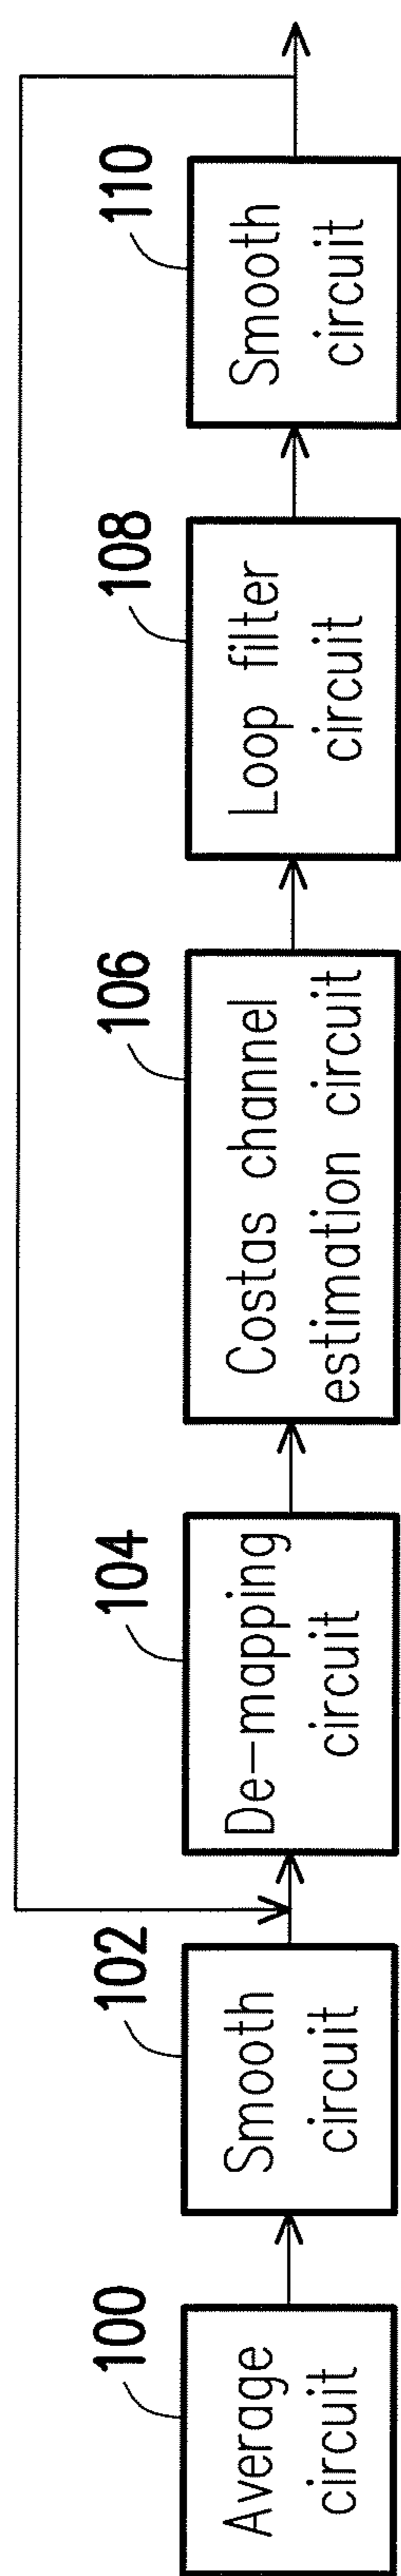 100
Average
circuit
102
Smooth
circuit
104
De-mapping
circuit
106
Costas channel
estimation circuit
108
Loop filter
circuit
110
Smooth
circuit